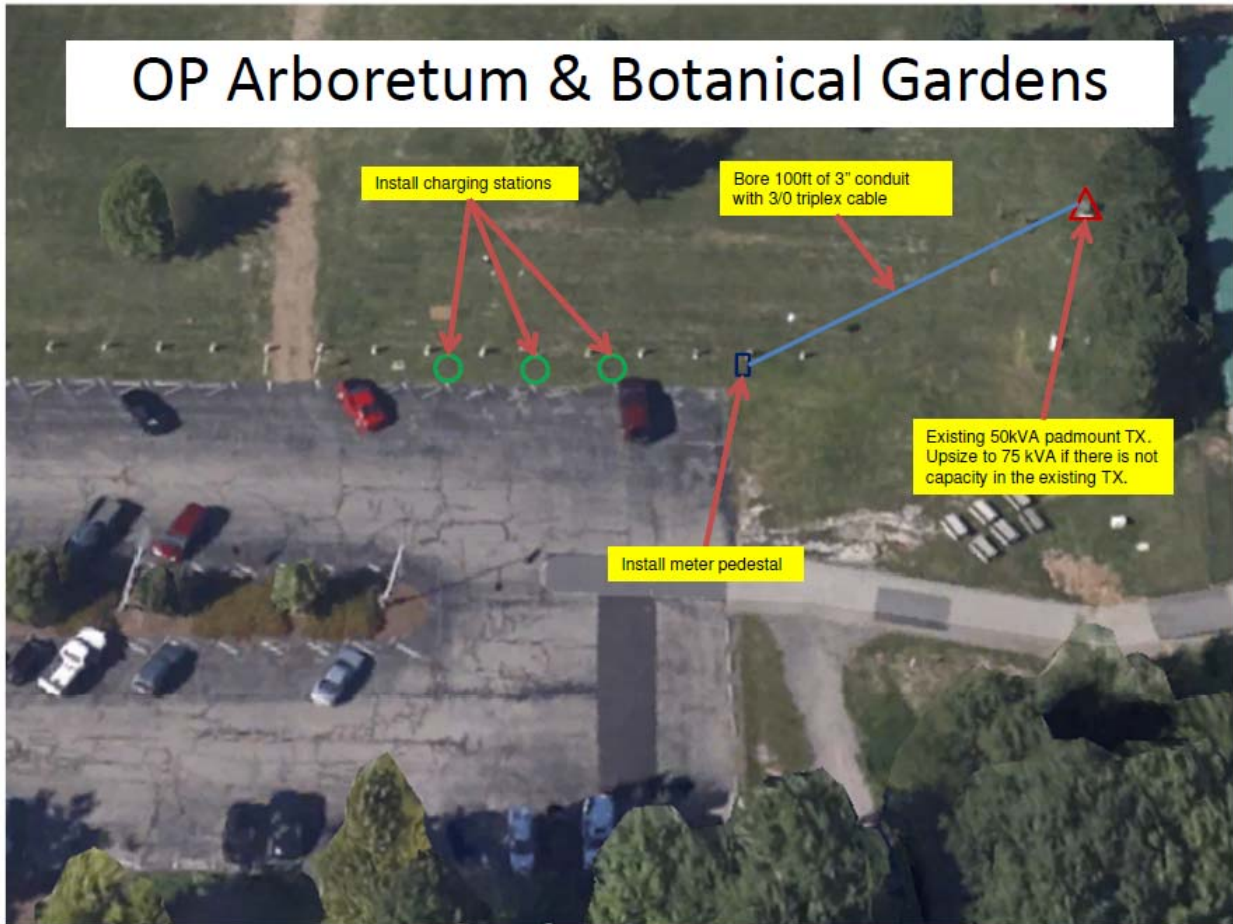 OP Arboretum & Botanical Gardens
Install charging stations
Bore 100ft of 3” conduit
with 3/0 triplex cable
Existing 50kVA padmount TX.
Upsize to 75 kVA if there is not
capacity in the existing TX.
Install meter pedestal